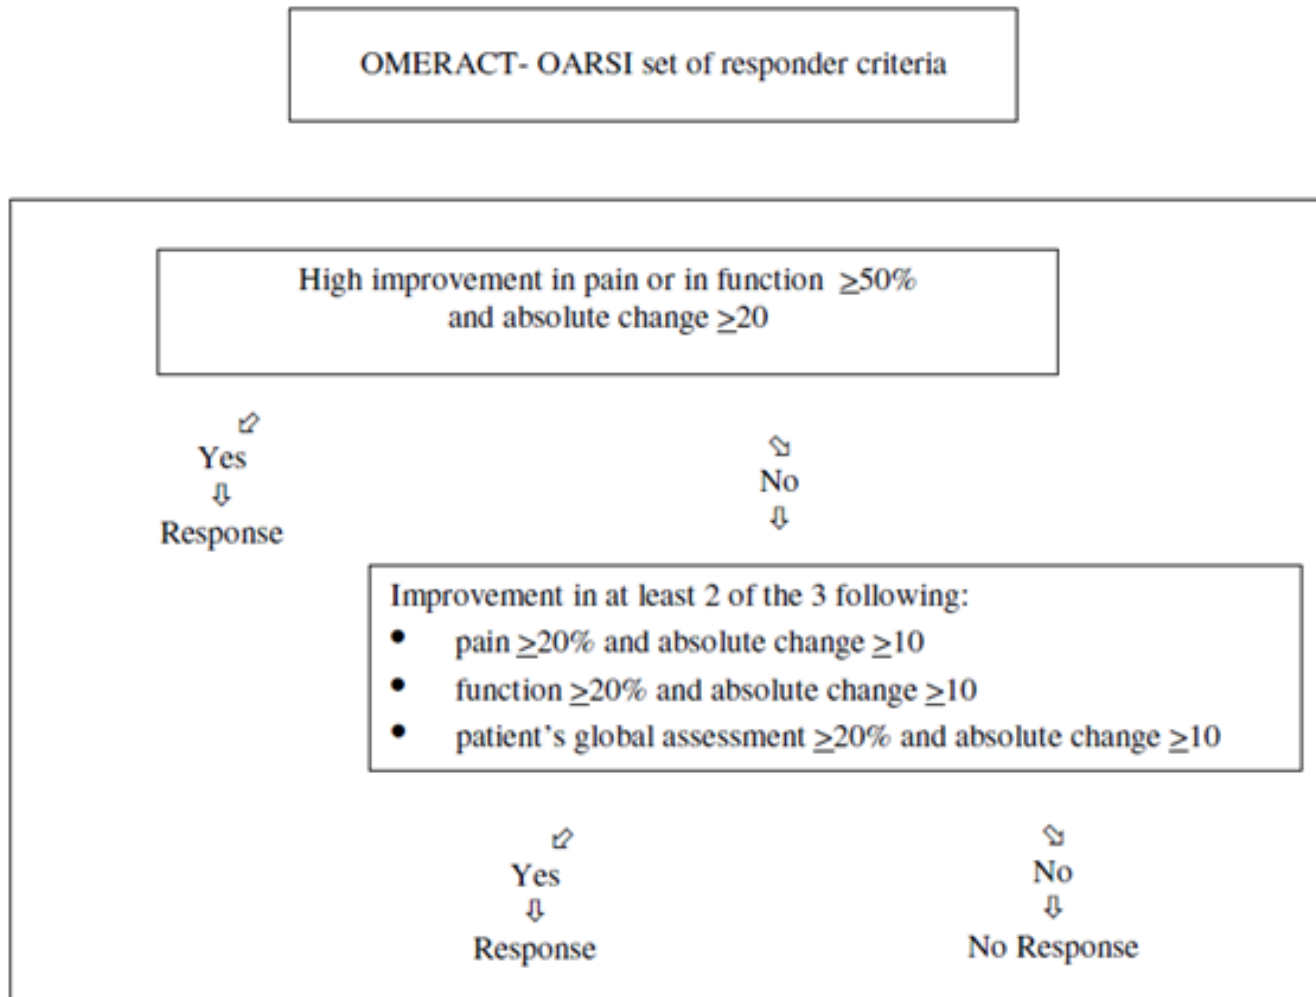 OMERACT- OARSI set of responder criteria
High improvement in pain or in function ≥50%
and absolute change ≥20
Yes
Response
No
Improvement in at least 2 of the 3 following:
• pain ≥20% and absolute change ≥10
• function ≥20% and absolute change ≥10
• patient's global assessment ≥20% and absolute change ≥10
Yes
Response
No
No Response